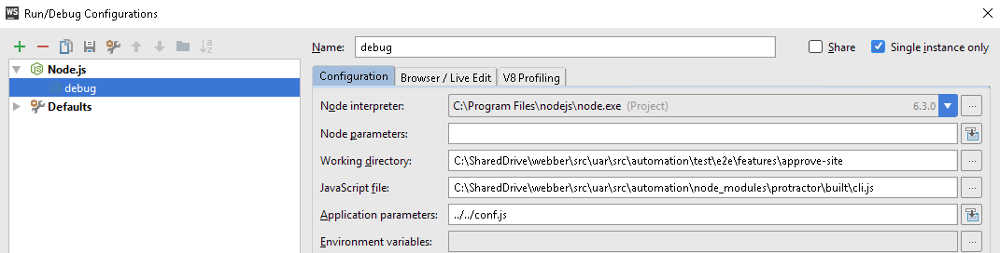 WS Run/Debug Configurations
Name: debug Share Single instance only
Node.js
debug
Defaults
Configuration Browser / Live Edit V8 Profiling
Node interpreter: C:\Program Files\nodejs\node.exe (Project) 6.3.0
Node parameters:
Working directory: C:\SharedDrive\webber\src\uar\src\automation\test\e2e\features\approve-site
JavaScript file: C:\SharedDrive\webber\src\uar\src\automation\node_modules\protractor\built\cli.js
Application parameters: ../../conf.js
Environment variables: